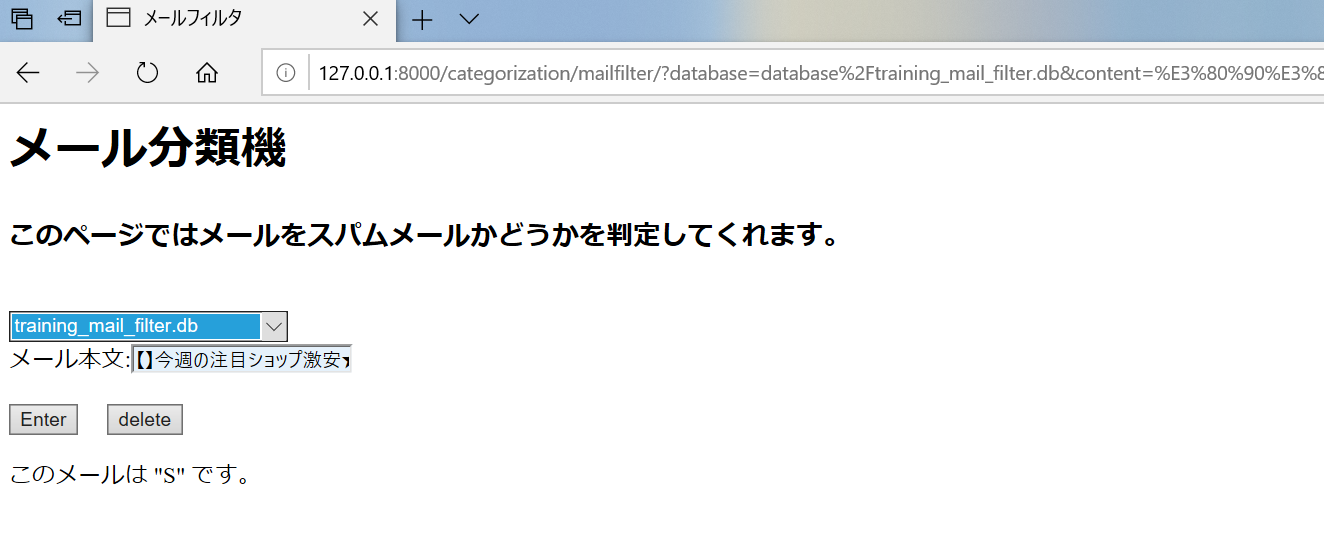 メールフィルタ
127.0.0.1:8000/categorization/mailfilter/?database=database%2Ftraining_mail_filter.db&content=%E3%80%90%E3%8
メール分類機
このページではメールをスパムメールかどうかを判定してくれます。
training_mail_filter.db
メール本文:【】今週の注目ショップ激安★
Enter delete
このメールは "S" です。